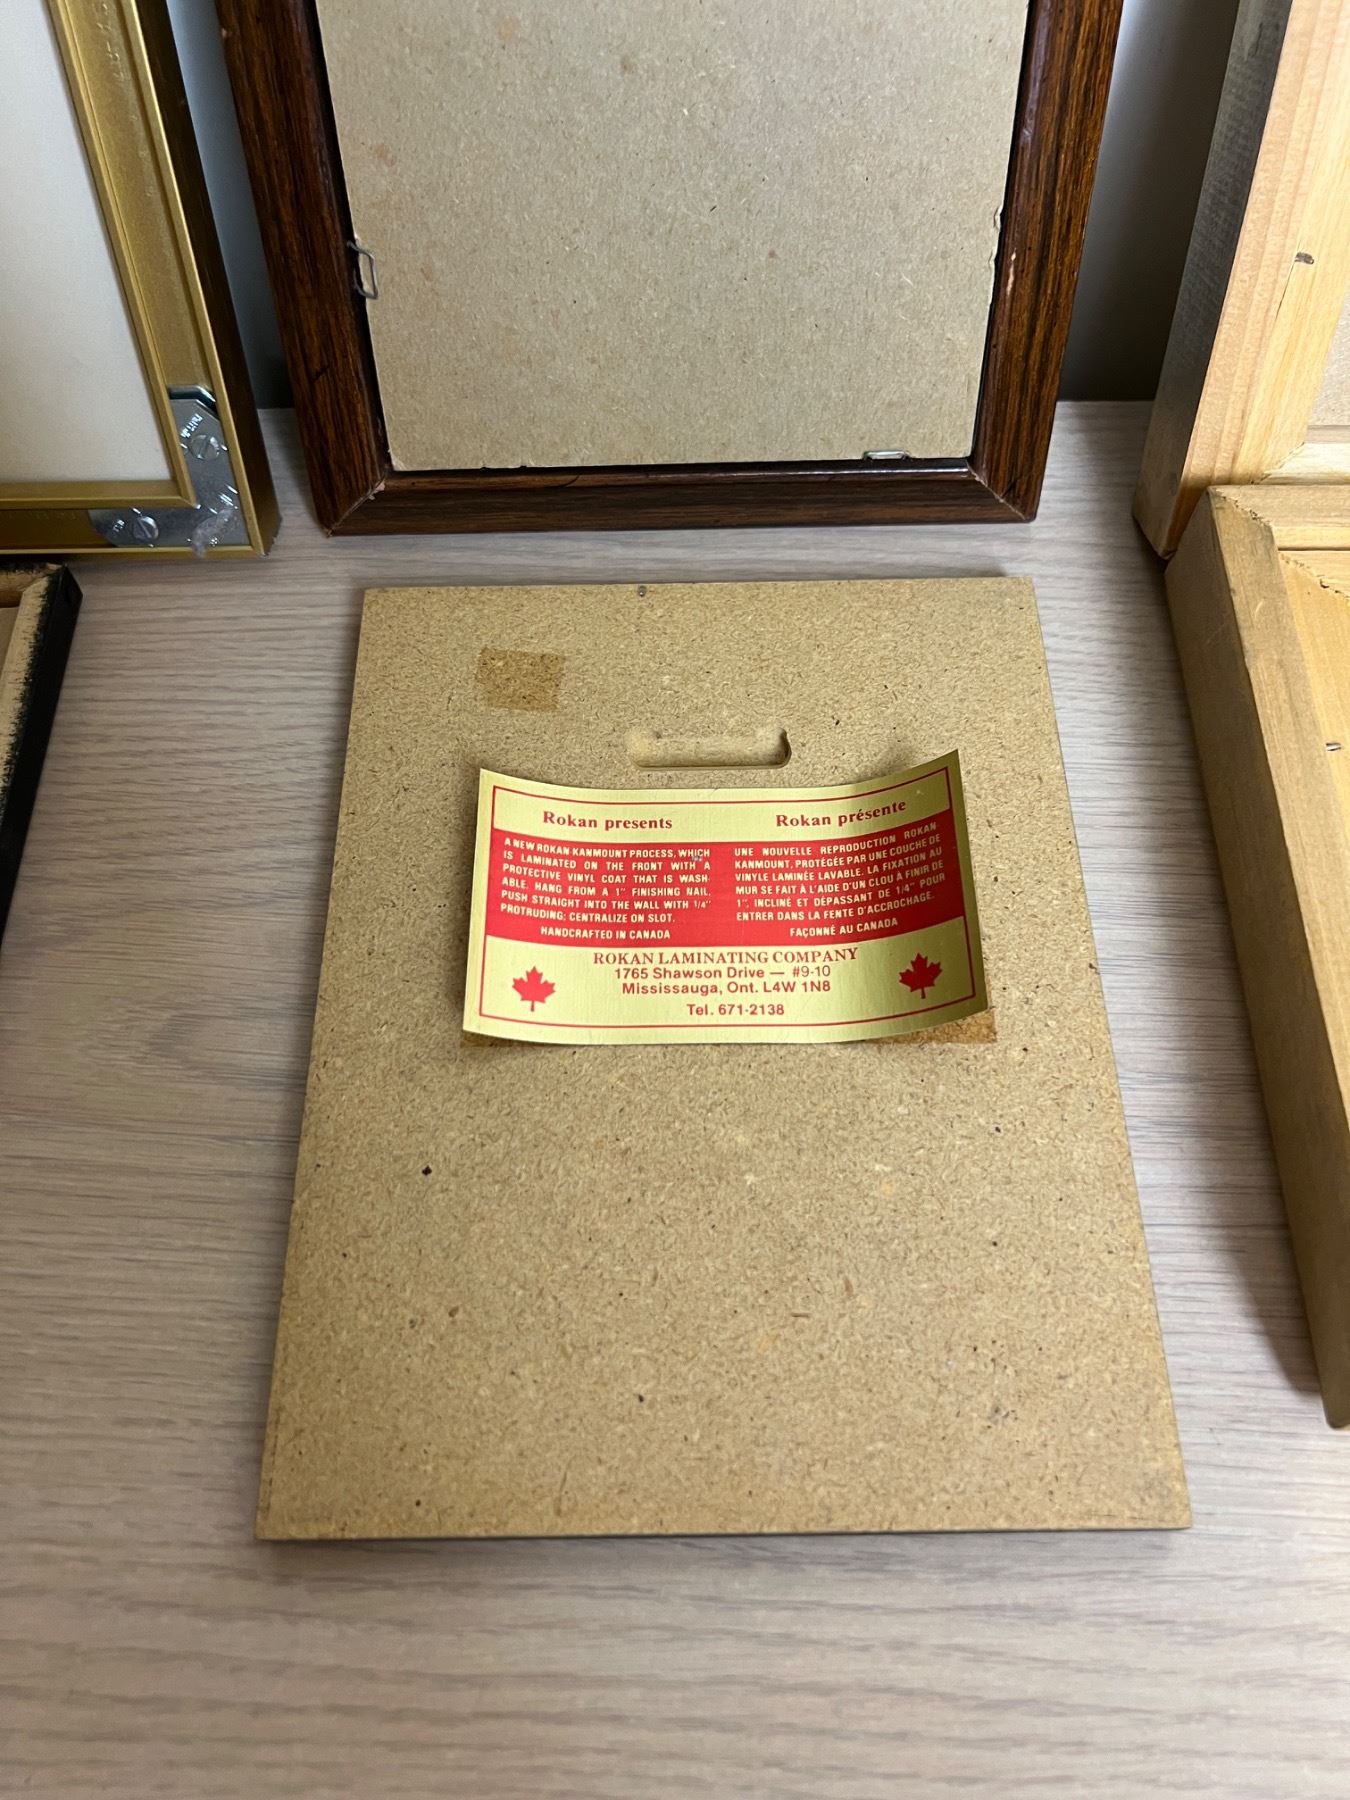 Rokan presents
A NEW ROKAN-KANMOUNT PROCESS, WHICH
IS LAMINATED ON THE FRONT WITH A
PROTECTIVE VINYL COAT THAT IS WASH-
ABLE. HANG FROM A 1" FINISHING NAIL,
PUSH STRAIGHT INTO THE WALL WITH 1/4"
PROTRUDING; CENTRALIZE ON SLOT.
HANDCRAFTED IN CANADA
Rokan présente
UNE NOUVELLE REPRODUCTION ROKAN-
KANMOUNT, PROTÉGÉE PAR UNE COUCHE DE
VINYLE LAMINÉE LAVABLE. LA FIXATION AU
MUR SE FAIT À L'AIDE D'UN CLOU À FINIR DE
1", INCLINÉ ET DÉPASSANT DE 1/4" POUR
ENTRER DANS LA FENTE D'ACCROCHAGE.
FAÇONNÉ AU CANADA
ROKAN LAMINATING COMPANY
1765 Shawson Drive — #9-10
Mississauga, Ont. L4W 1N8
Tel. 671-2138